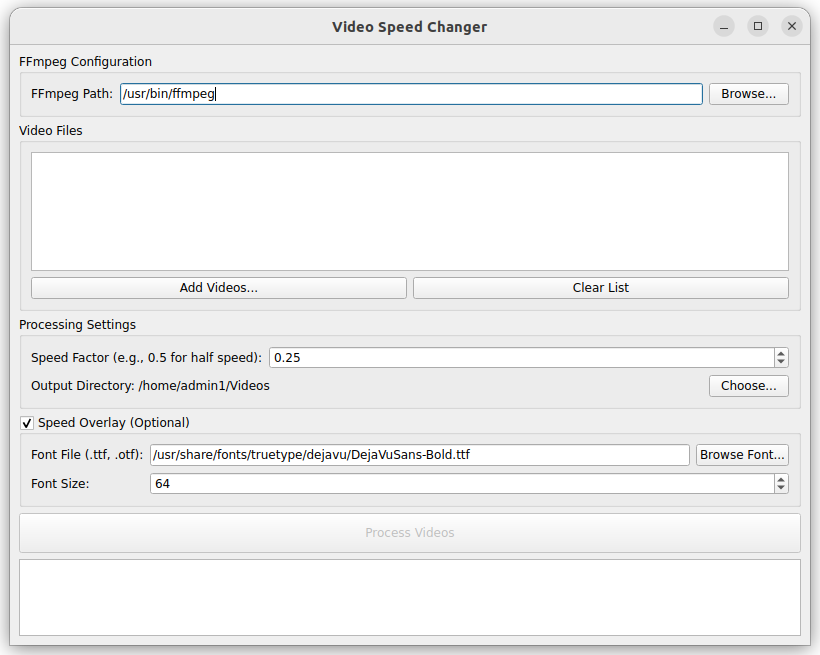 Video Speed Changer
FFmpeg Configuration
FFmpeg Path: /usr/bin/ffmpeg Browse...
Video Files
Add Videos... Clear List
Processing Settings
Speed Factor (e.g., 0.5 for half speed): 0.25
Output Directory: /home/admin1/Videos Choose...
Speed Overlay (Optional)
Font File (.ttf, .otf): /usr/share/fonts/truetype/dejavu/DejaVuSans-Bold.ttf Browse Font...
Font Size: 64
Process Videos